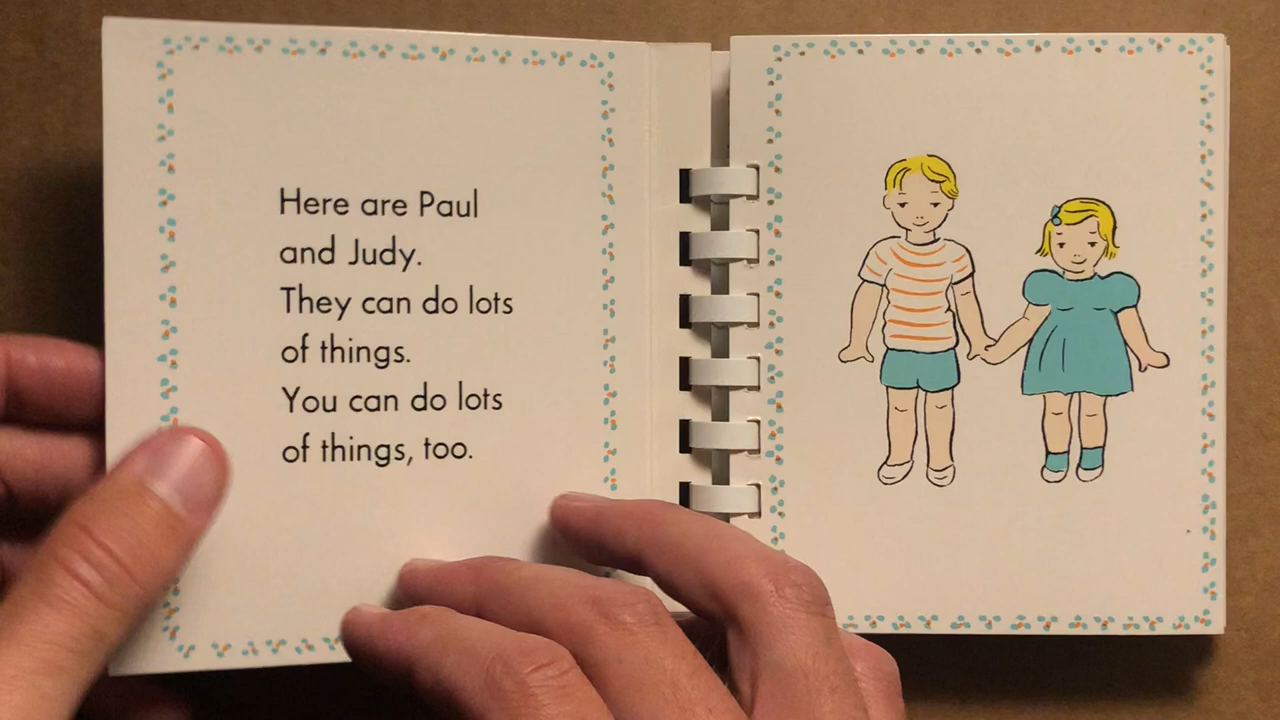 Here are Paul
and Judy.
They can do lots
of things.
You can do lots
of things, too.